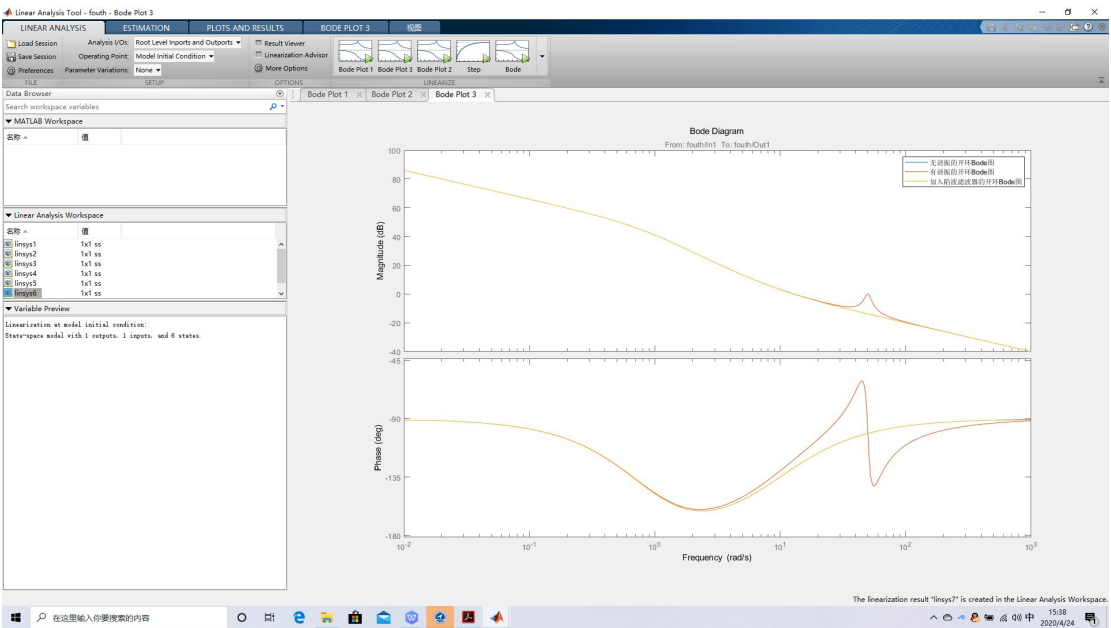 Linear Analysis Tool - fouth - Bode Plot 3
LINEAR ANALYSIS ESTIMATION PLOTS AND RESULTS BODE PLOT 3 视图
Load Session
Save Session
Preferences
FILE
Analysis I/Os: Root Level Inports and Outports
Operating Point: Model Initial Condition
Parameter Variations: None
SETUP
Result Viewer
Linearization Advisor
More Options
OPTIONS
Bode Plot 1 Bode Plot 3 Bode Plot 2 Step Bode
LINEARIZE
Data Browser
Search workspace variables
MATLAB Workspace
名称 值
Linear Analysis Workspace
名称 值
linsys1 1x1 ss
linsys2 1x1 ss
linsys3 1x1 ss
linsys4 1x1 ss
linsys5 1x1 ss
linsys6 1x1 ss
Variable Preview
Linearization at model initial condition:
State-space model with 1 outputs, 1 inputs, and 6 states.
Bode Plot 1 Bode Plot 2 Bode Plot 3
Bode Diagram
From: fouth/In1 To: fouth/Out1
无谐振的开环Bode图
有谐振的开环Bode图
加入陷波滤波器的开环Bode图
Magnitude (dB)
100
80
60
40
20
0
-20
-40
Phase (deg)
-45
-90
-135
-180
10^-2 10^-1 10^0 10^1 10^2 10^3
Frequency (rad/s)
The linearization result "linsys7" is created in the Linear Analysis Workspace.
在这里输入你要搜索的内容
中
15:38
2020/4/24